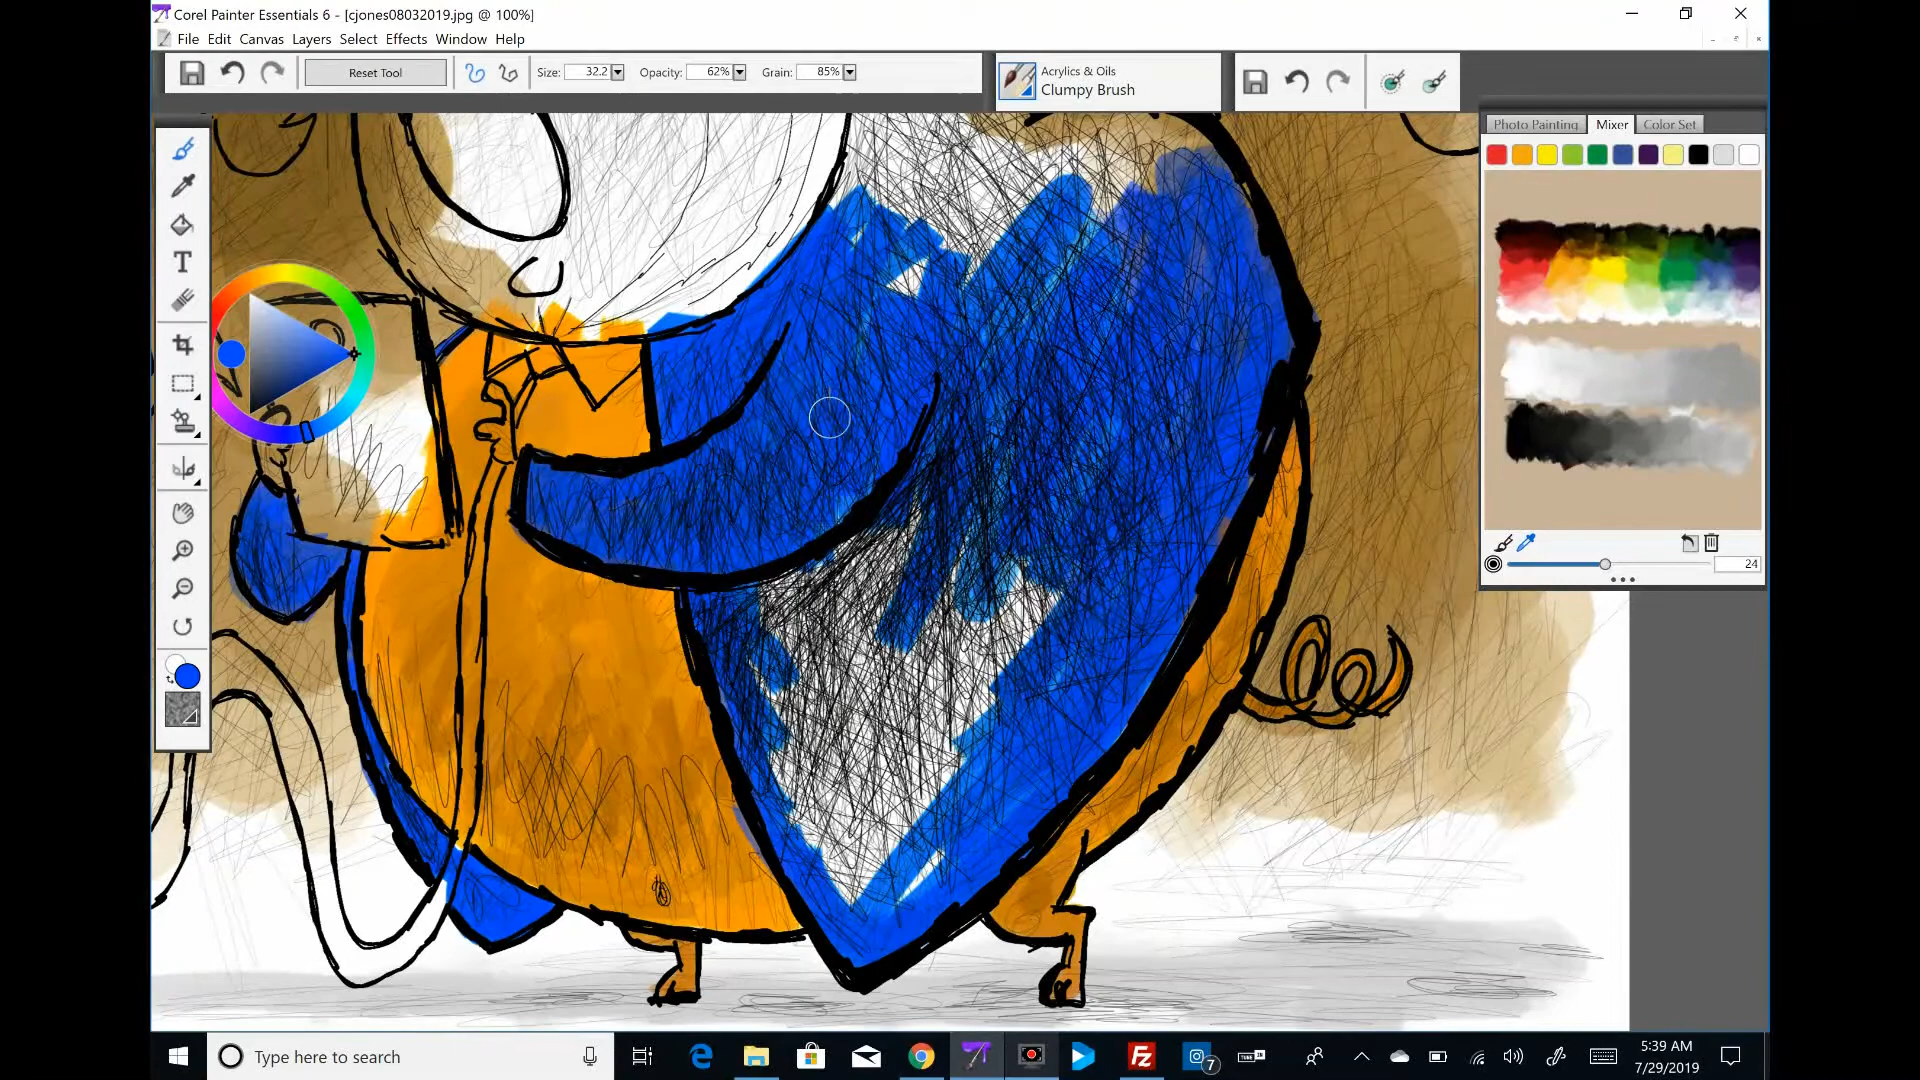 Corel Painter Essentials 6 - [cjones08032019.jpg @ 100%]
File Edit Canvas Layers Select Effects Window Help
Reset Tool Size: 32.2 Opacity: 62% Grain: 85%
Acrylics & Oils
Clumpy Brush
Photo Painting Mixer Color Set
T
24
Type here to search
7
5:39 AM
7/29/2019